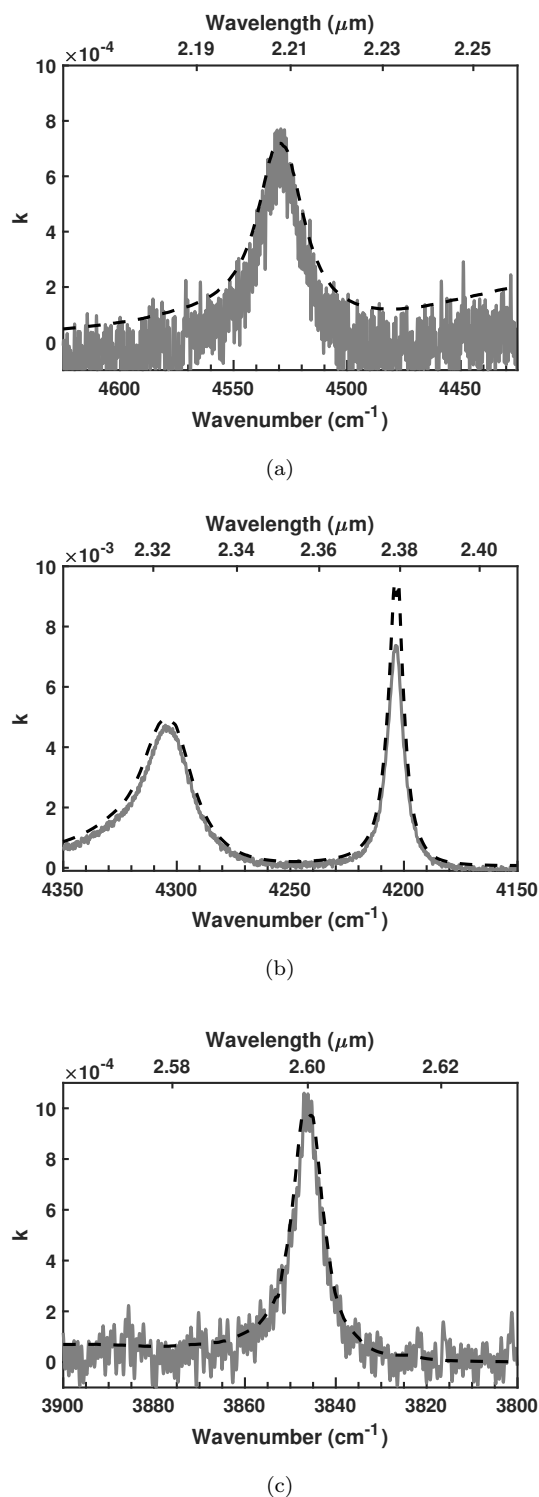 Wavelength (μm)
×10⁻⁴ 2.19 2.21 2.23 2.25
10
8
6
k
4
2
0
4600 4550 4500 4450
Wavenumber (cm⁻¹)
(a)
Wavelength (μm)
×10⁻³ 2.32 2.34 2.36 2.38 2.40
10
8
6
k
4
2
0
4350 4300 4250 4200 4150
Wavenumber (cm⁻¹)
(b)
Wavelength (μm)
×10⁻⁴ 2.58 2.60 2.62
10
8
6
k
4
2
0
3900 3880 3860 3840 3820 3800
Wavenumber (cm⁻¹)
(c)